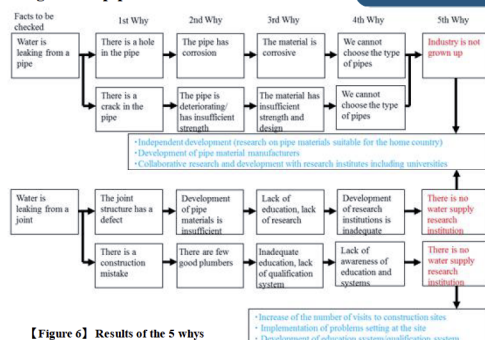 Facts to be
checked
1st Why
2nd Why
3rd Why
4th Why
5th Why
Water is
leaking from a
pipe
There is a hole
in the pipe
The pipe has
corrosion
The material is
corrosive
We cannot
choose the type
of pipes
Industry is not
grown up
There is a
crack in the
pipe
The pipe is
deteriorating/
has insufficient
strength
The material has
insufficient
strength and
design
We cannot
choose the type
of pipes
・Independent development (research on pipe materials suitable for the home country)
・Development of pipe material manufacturers
・Collaborative research and development with research institutes including universities
Water is
leaking from a
joint
The joint
structure has a
defect
Development
of pipe
materials is
insufficient
Lack of
education, lack
of research
Development
of research
institutions is
inadequate
There is no
water supply
research
institution
There is a
construction
mistake
There are few
good plumbers
Inadequate
education, lack
of qualification
system
Lack of
awareness of
education and
systems
There is no
water supply
research
institution
・Increase of the number of visits to construction sites
・Implementation of problems setting at the site
・Development of education system/qualification system
【Figure 6】 Results of the 5 whys